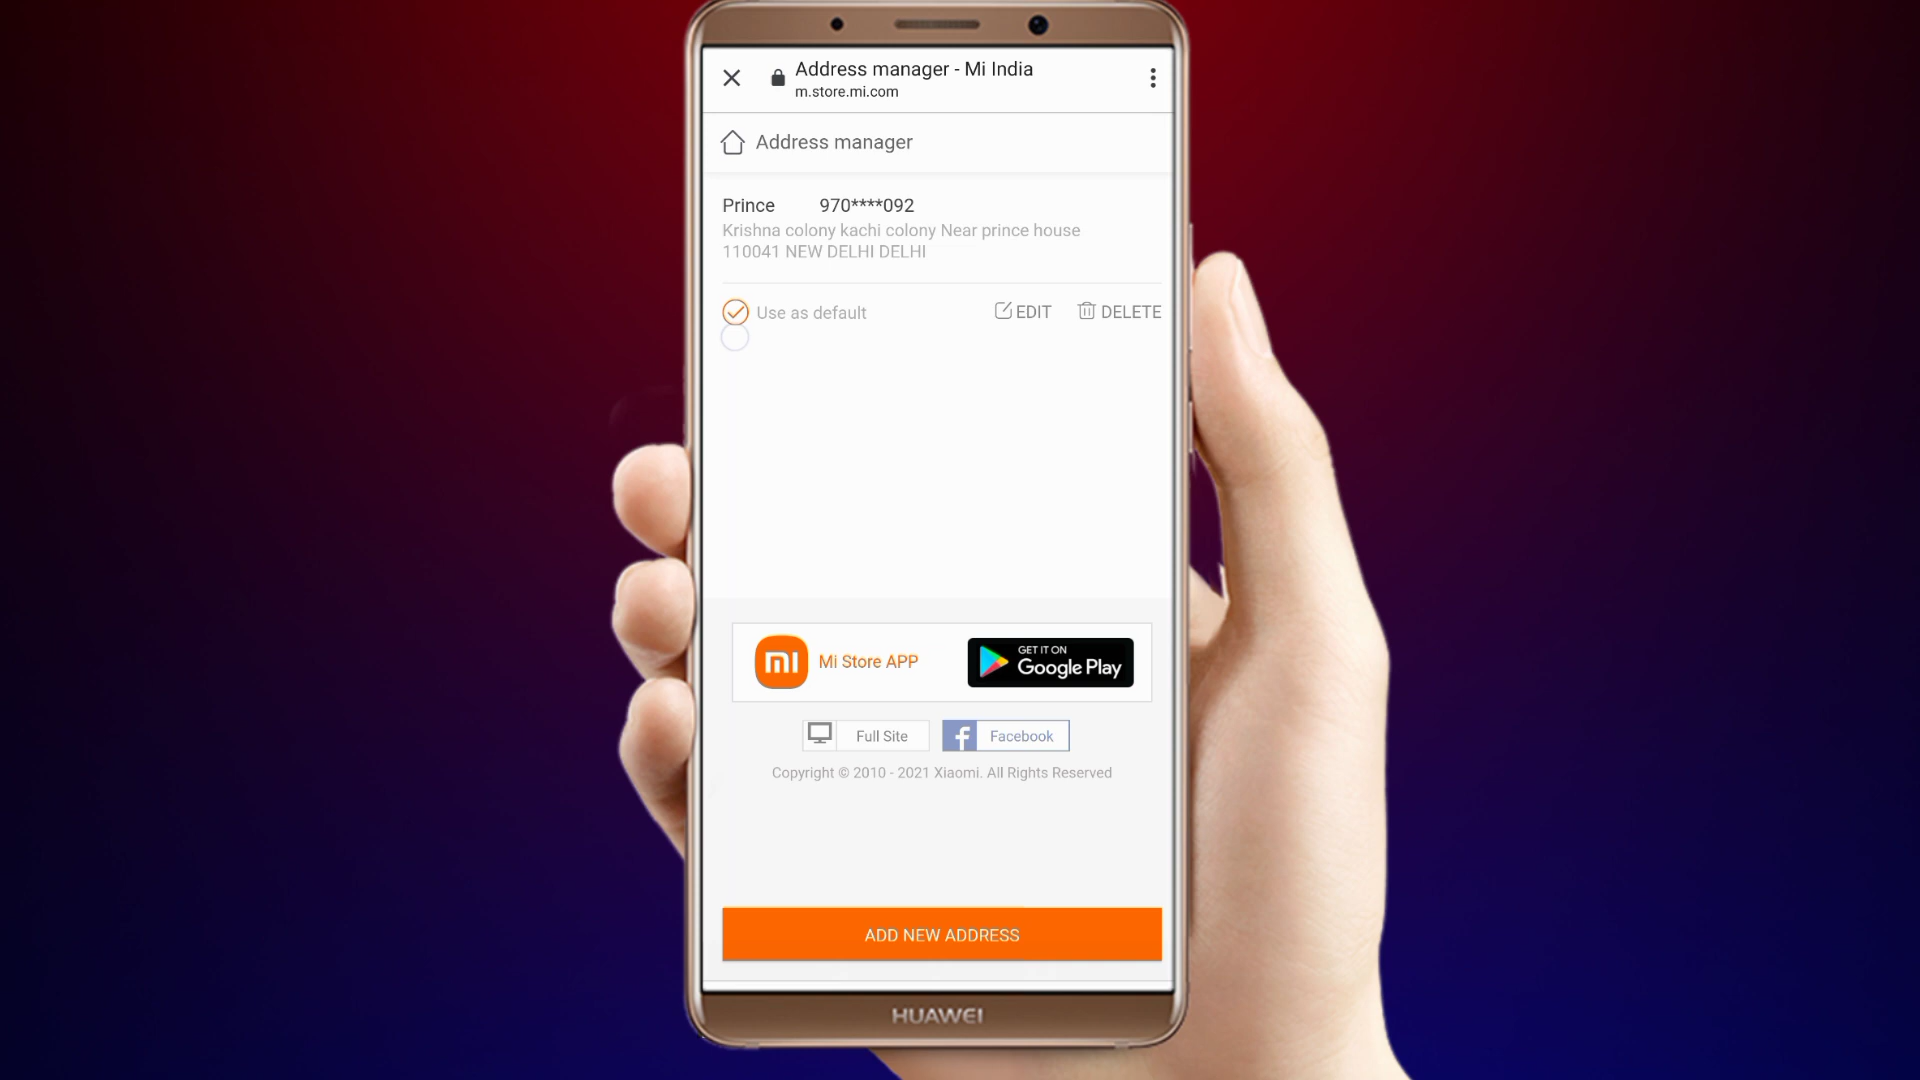 Address manager - Mi India
m.store.mi.com
Address manager
Prince 970****092
Krishna colony kachi colony Near prince house
110041 NEW DELHI DELHI
Use as default EDIT DELETE
mi Mi Store APP GET IT ON Google Play
Full Site f Facebook
Copyright © 2010 - 2021 Xiaomi. All Rights Reserved
ADD NEW ADDRESS
HUAWEI